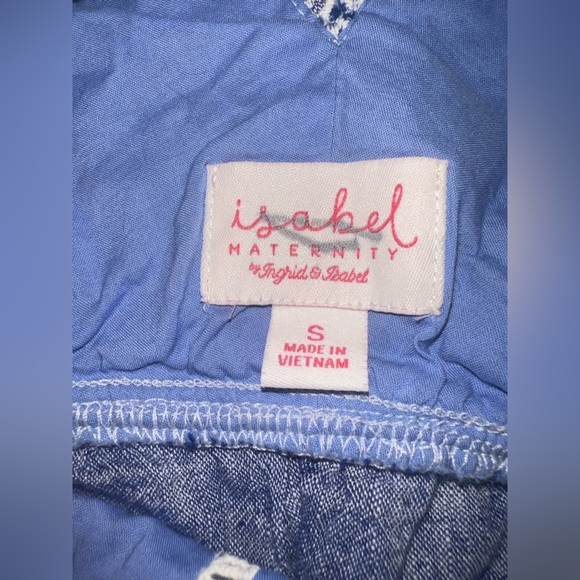 isabel
MATERNITY
by Ingrid & Isabel
S
MADE IN
VIETNAM